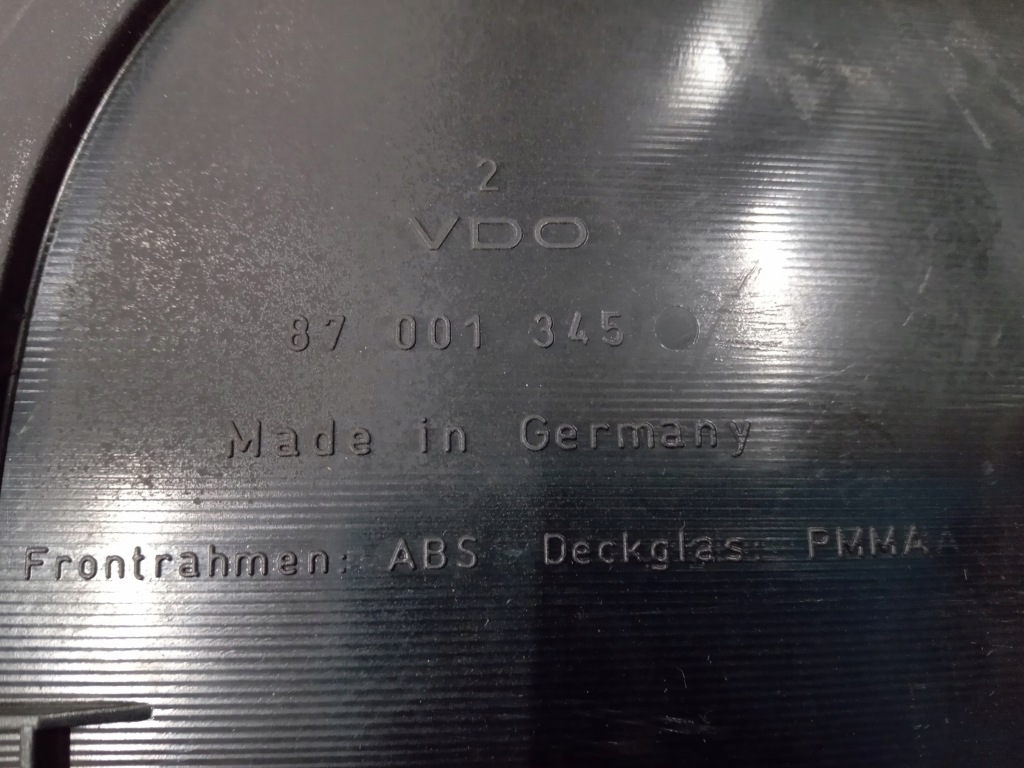 2
VDO
87 001 345
Made in Germany
Frontrahmen: ABS Deckglas: PMMA